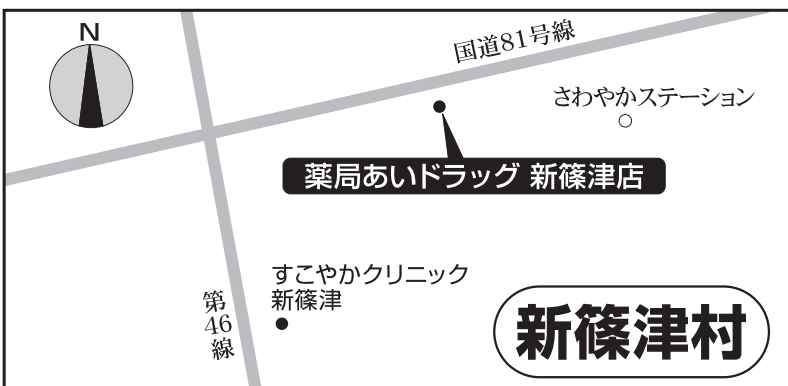 N
国道81号線
さわやかステーション
薬局あいドラッグ 新篠津店
すこやかクリニック
新篠津
第46線
新篠津村